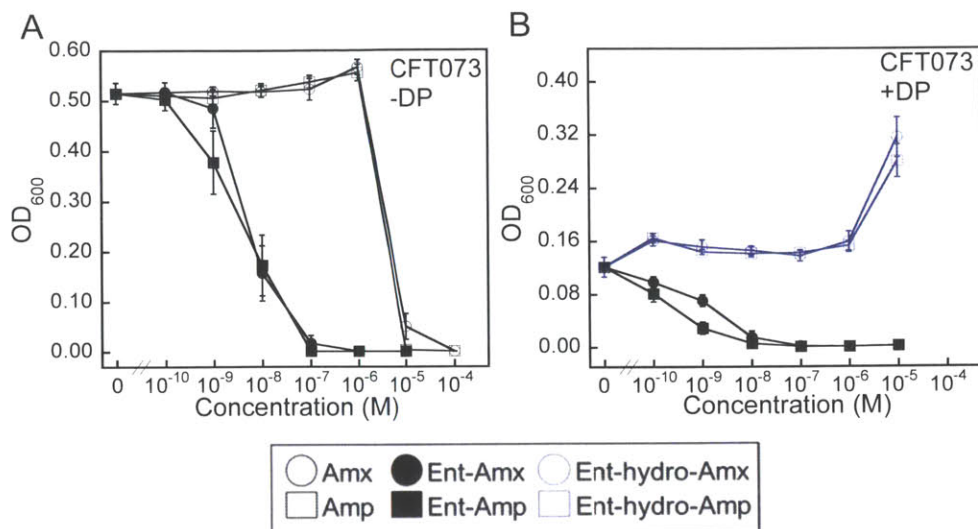 A
CFT073
-DP
0.60
0.50
0.40
0.30
0.20
0.10
0.00
OD600
0 10-10 10-9 10-8 10-7 10-6 10-5 10-4
Concentration (M)
B
CFT073
+DP
0.40
0.32
0.24
0.16
0.08
0.00
OD600
0 10-10 10-9 10-8 10-7 10-6 10-5 10-4
Concentration (M)
Amx Ent-Amx Ent-hydro-Amx
Amp Ent-Amp Ent-hydro-Amp